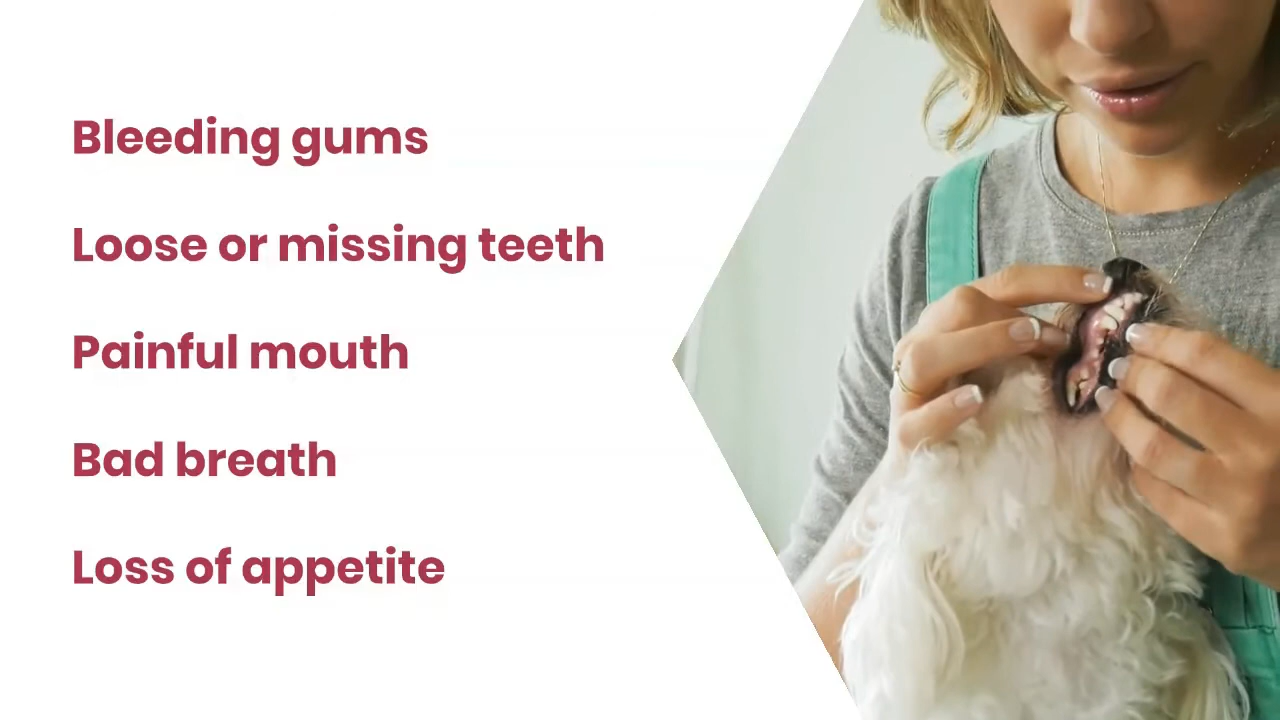 Bleeding gums
Loose or missing teeth
Painful mouth
Bad breath
Loss of appetite